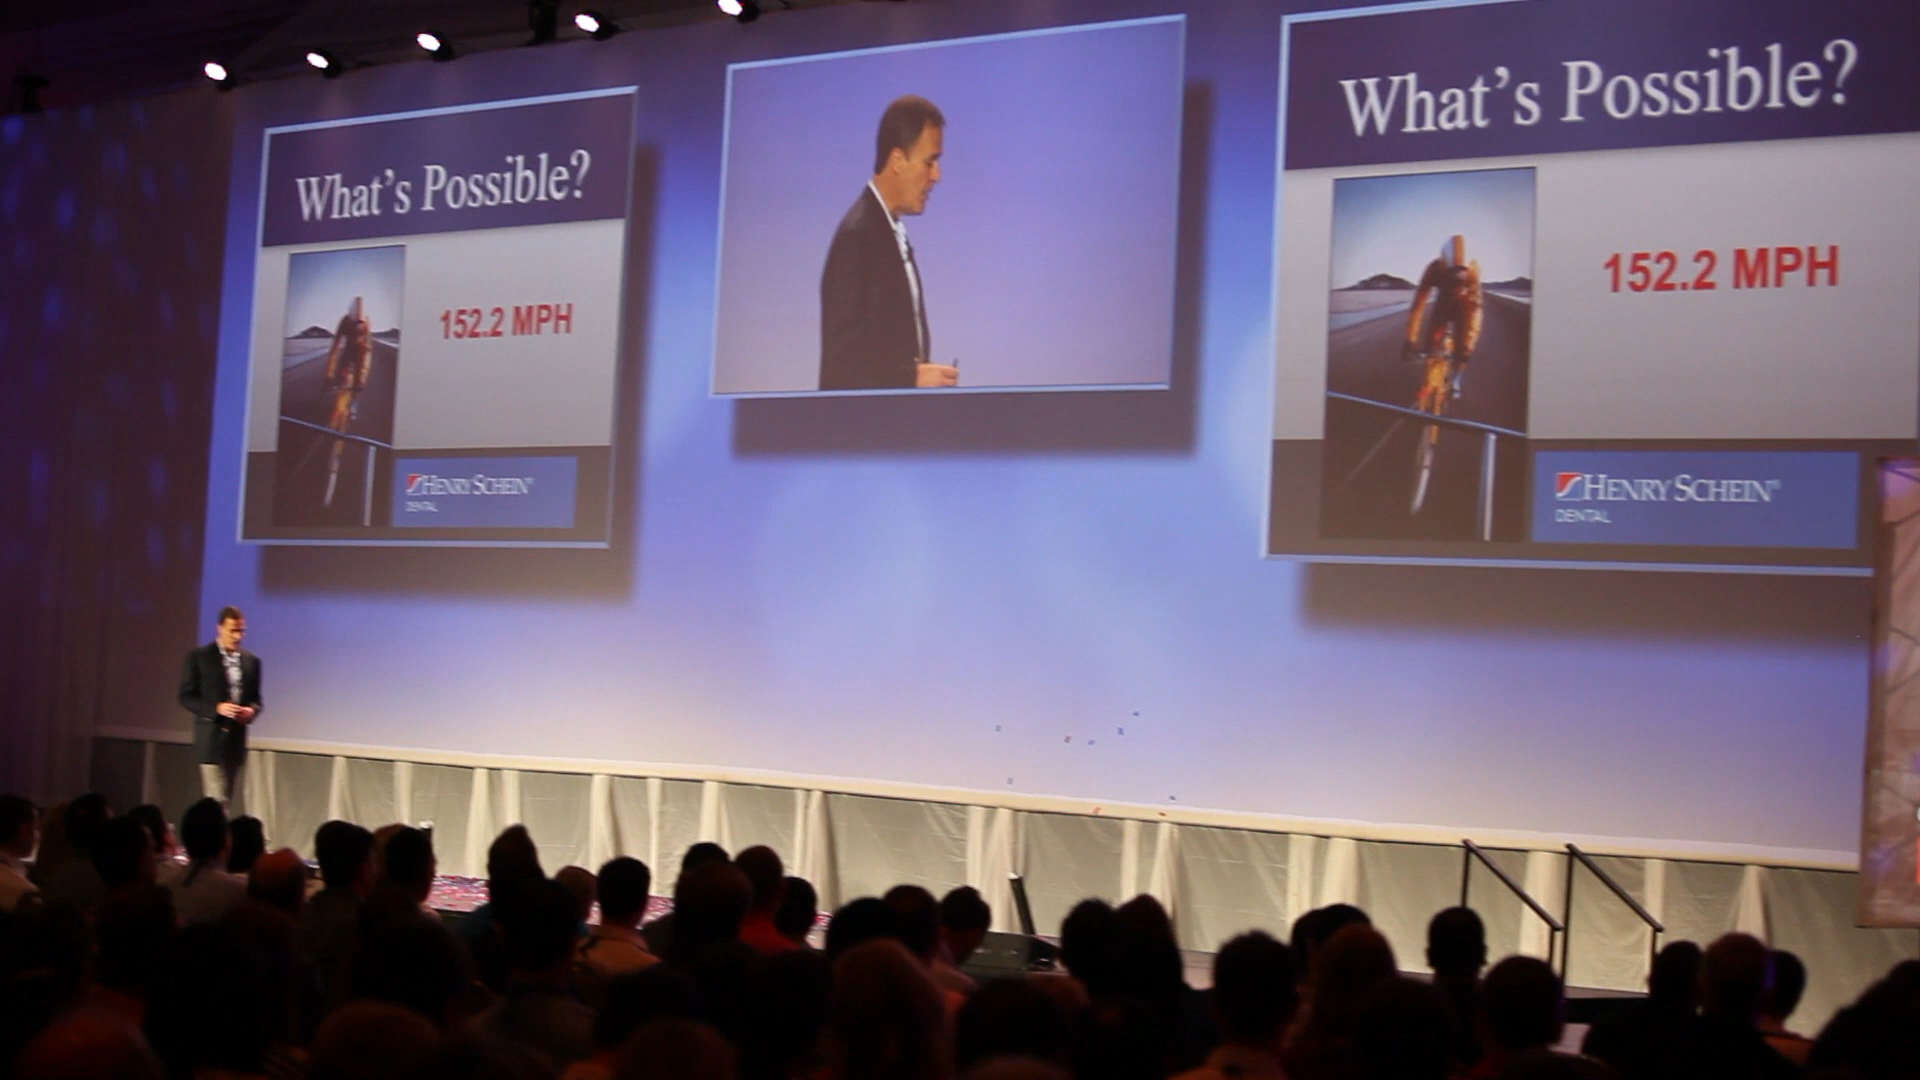 What's Possible?
152.2 MPH
HENRY SCHEIN®
DENTAL
What's Possible?
152.2 MPH
HENRY SCHEIN®
DENTAL